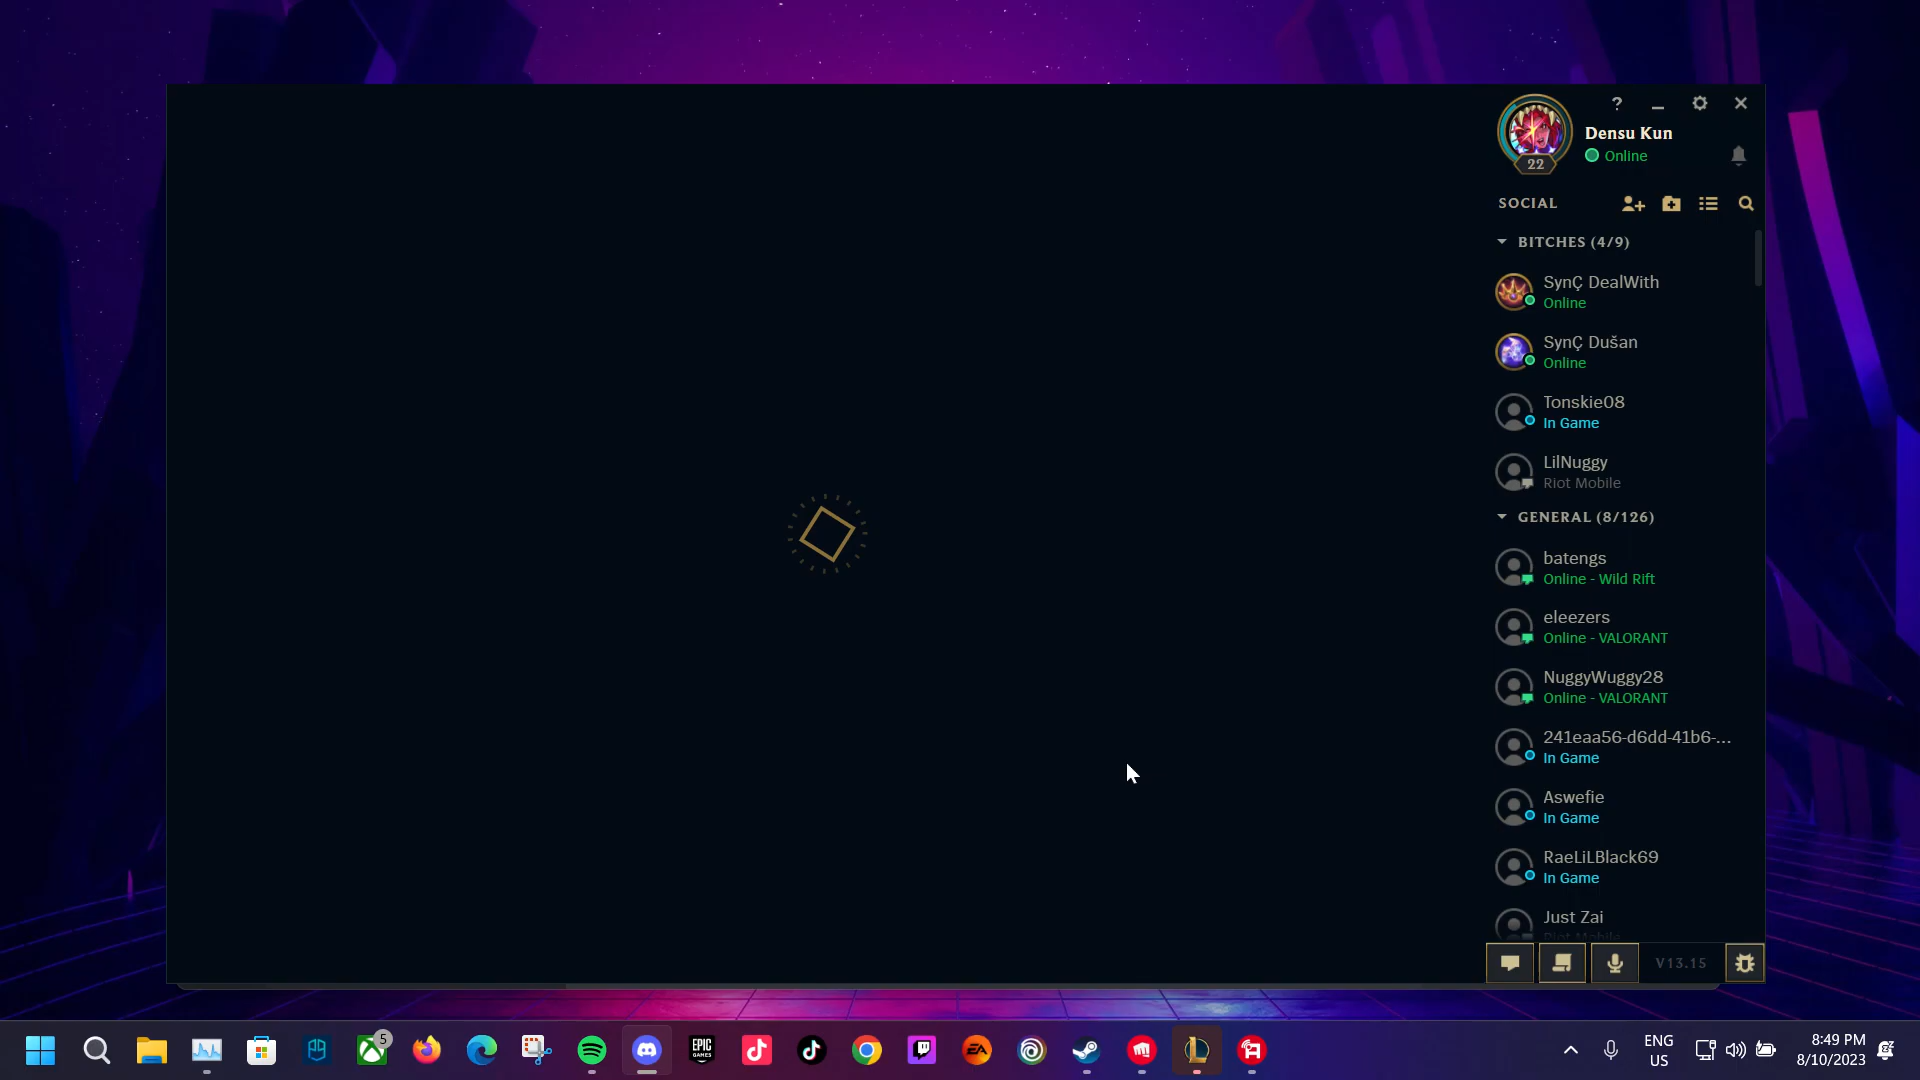 ?
Densu Kun
22
Online
SOCIAL
BITCHES (4/9)
SynÇ DealWith
Online
SynÇ Dušan
Online
Tonskie08
In Game
LilNuggy
Riot Mobile
GENERAL (8/126)
batengs
Online - Wild Rift
eleezers
Online - VALORANT
NuggyWuggy28
Online - VALORANT
241eaa56-d6dd-41b6-...
In Game
Aswefie
In Game
RaeLiLBlack69
In Game
Just Zai
Riot Mobile
V13.15
5
EPIC
GAMES
EA
ENG
US
8:49 PM
8/10/2023